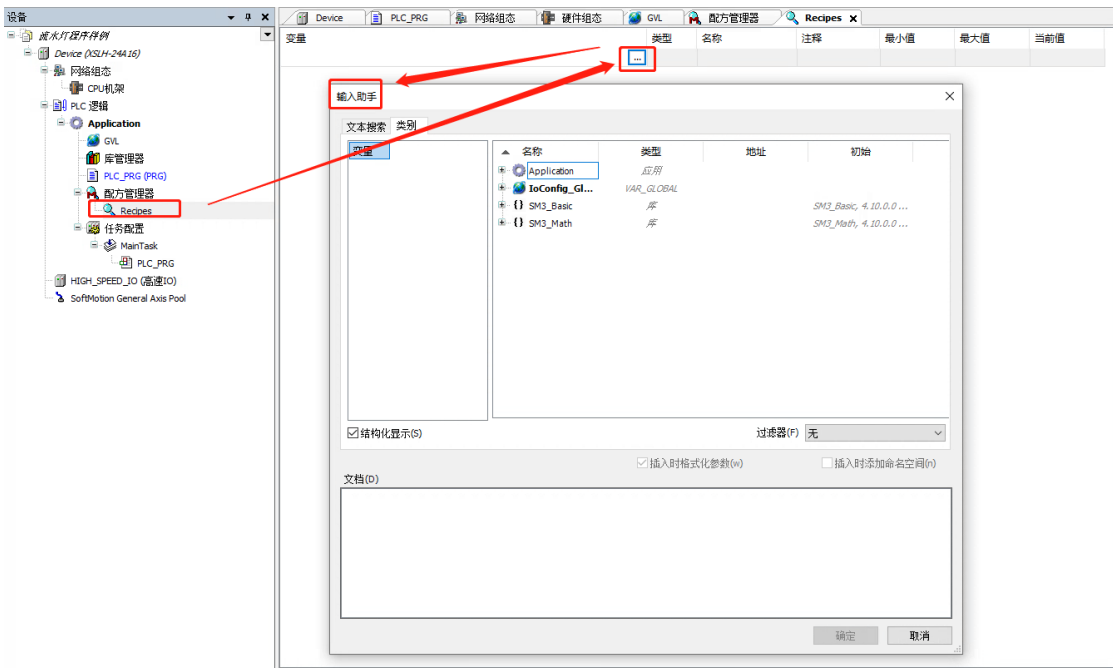 设备
Device
PLC_PRG
网络组态
硬件组态
GVL
配方管理器
Recipes
流水灯程序样例
Device (XSLH-24A16)
网络组态
CPU机架
PLC 逻辑
Application
GVL
库管理器
PLC_PRG (PRG)
配方管理器
Recipes
任务配置
MainTask
PLC_PRG
HIGH_SPEED_IO (高速IO)
SoftMotion General Axis Pool
变量 类型 名称 注释 最小值 最大值 当前值
...
输入助手
文本搜索 类别
变量
名称 类型 地址 初始
Application 应用
IoConfig_Gl... VAR_GLOBAL
SM3_Basic 库 SM3_Basic, 4.10.0.0 ...
SM3_Math 库 SM3_Math, 4.10.0.0 ...
结构化显示(S)
过滤器(F) 无
插入时格式化参数(w) 插入时添加命名空间(n)
文档(D)
确定 取消